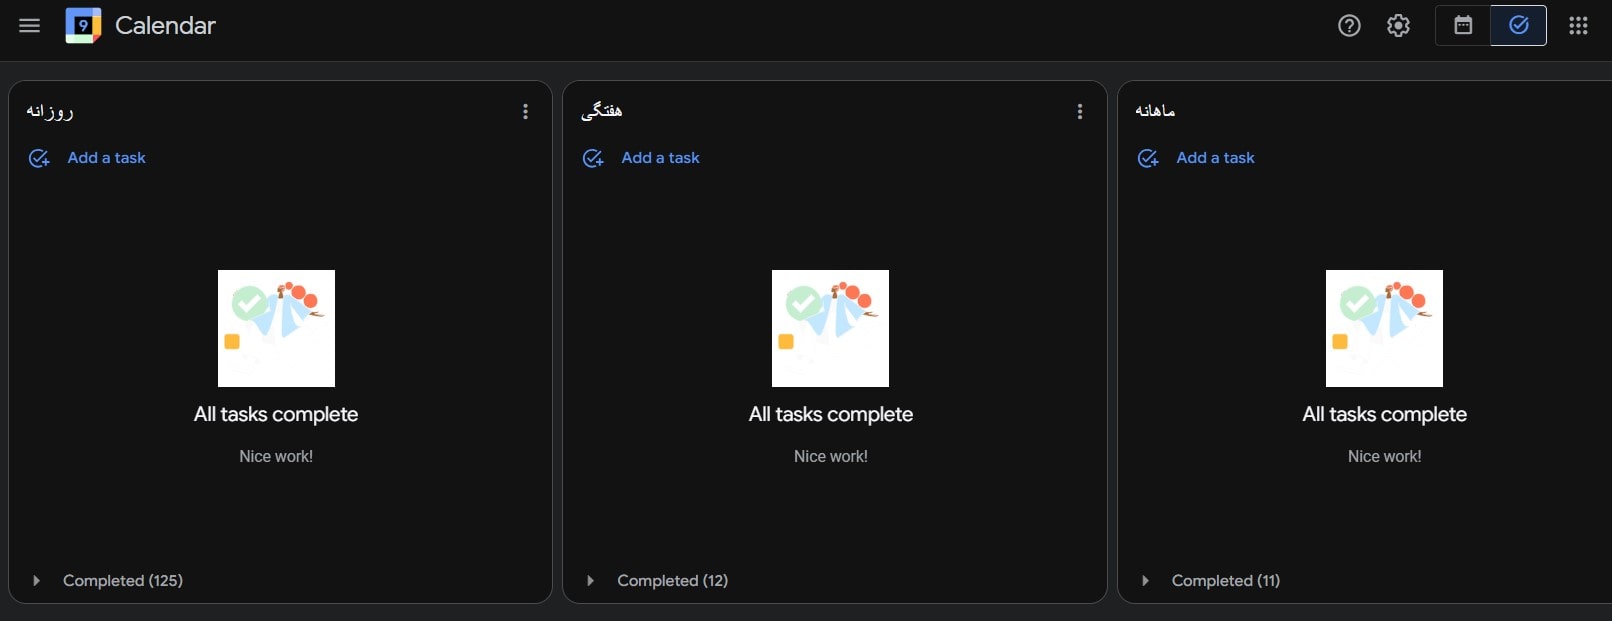 9 Calendar
روزانه
Add a task
All tasks complete
Nice work!
Completed (125)
هفتگی
Add a task
All tasks complete
Nice work!
Completed (12)
ماهانه
Add a task
All tasks complete
Nice work!
Completed (11)